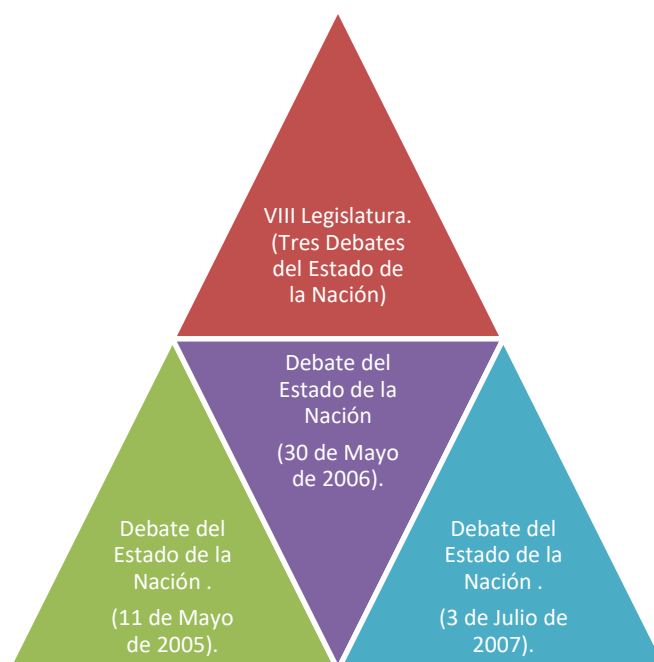 VIII Legislatura.
(Tres Debates
del Estado de
la Nación)
Debate del
Estado de la
Nación
(30 de Mayo
de 2006).
Debate del
Estado de la
Nación .
(11 de Mayo
de 2005).
Debate del
Estado de la
Nación .
(3 de Julio de
2007).